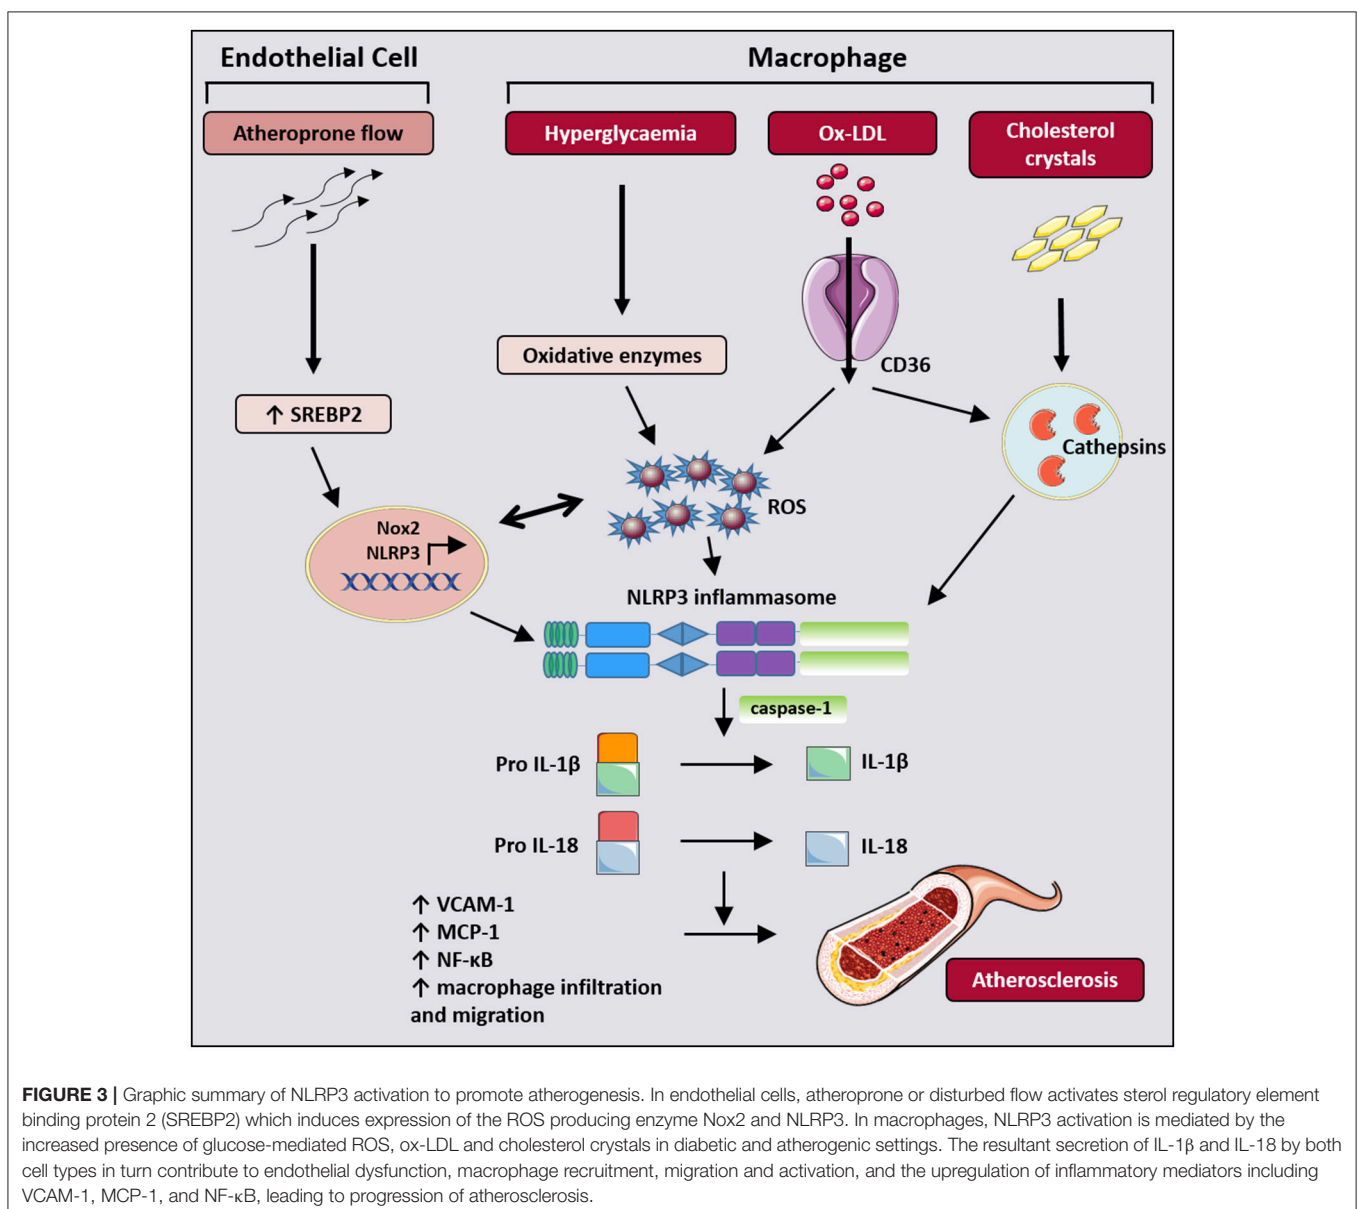 Endothelial Cell
Macrophage
Atheroprone flow
Hyperglycaemia
Ox-LDL
Cholesterol
crystals
Oxidative enzymes
CD36
↑ SREBP2
Cathepsins
ROS
Nox2
NLRP3
NLRP3 inflammasome
caspase-1
Pro IL-1β
IL-1β
Pro IL-18
IL-18
↑ VCAM-1
↑ MCP-1
↑ NF-κB
↑ macrophage infiltration
and migration
Atherosclerosis
FIGURE 3 | Graphic summary of NLRP3 activation to promote atherogenesis. In endothelial cells, atheroprone or disturbed flow activates sterol regulatory element
binding protein 2 (SREBP2) which induces expression of the ROS producing enzyme Nox2 and NLRP3. In macrophages, NLRP3 activation is mediated by the
increased presence of glucose-mediated ROS, ox-LDL and cholesterol crystals in diabetic and atherogenic settings. The resultant secretion of IL-1β and IL-18 by both
cell types in turn contribute to endothelial dysfunction, macrophage recruitment, migration and activation, and the upregulation of inflammatory mediators including
VCAM-1, MCP-1, and NF-κB, leading to progression of atherosclerosis.